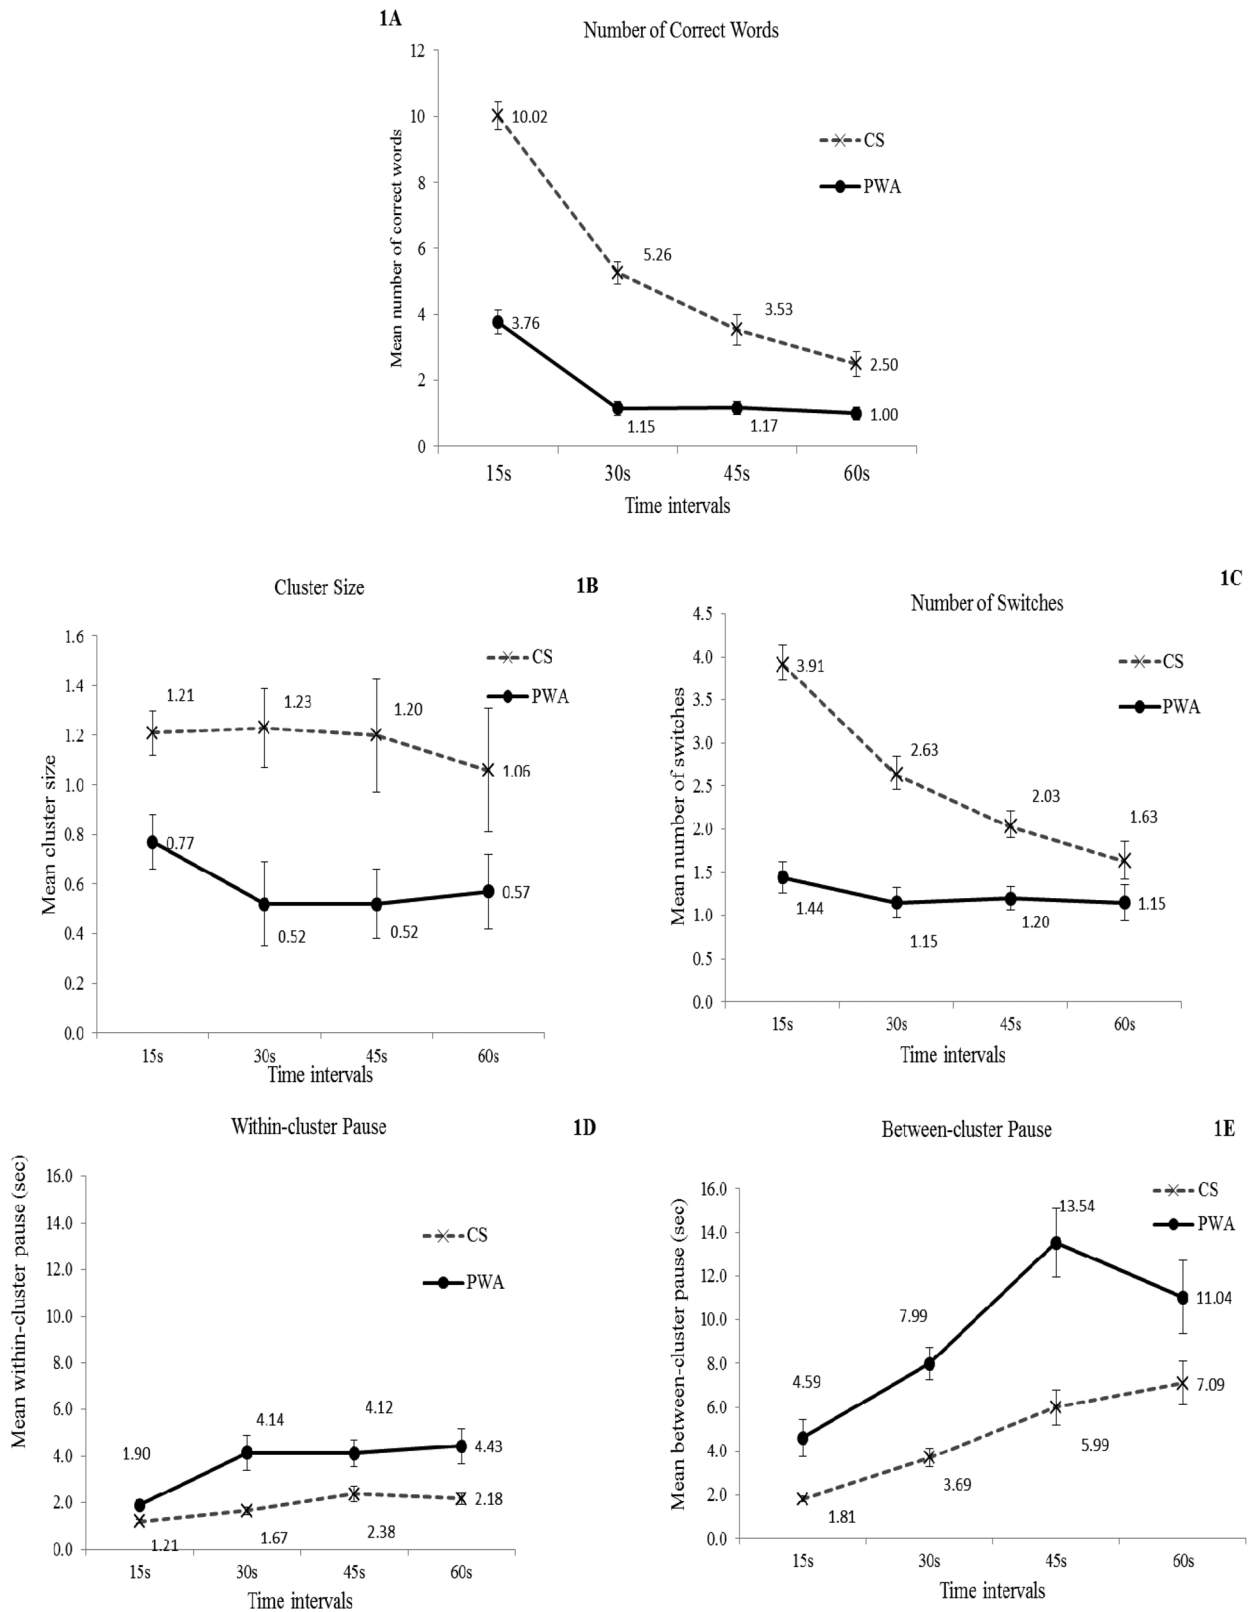 1A
Number of Correct Words
12
10
8
6
4
2
0
Mean number of correct words
10.02
5.26
3.53
2.50
3.76
1.15
1.17
1.00
CS
PWA
15s 30s 45s 60s
Time intervals
Cluster Size
1B
1.6
1.4
1.2
1.0
0.8
0.6
0.4
0.2
0.0
Mean cluster size
1.21
1.23
1.20
1.06
0.77
0.52
0.52
0.57
CS
PWA
15s 30s 45s 60s
Time intervals
1C
Number of Switches
4.5
4.0
3.5
3.0
2.5
2.0
1.5
1.0
0.5
0.0
Mean number of switches
3.91
2.63
2.03
1.63
1.44
1.15
1.20
1.15
CS
PWA
15s 30s 45s 60s
Time intervals
Within-cluster Pause
1D
16.0
14.0
12.0
10.0
8.0
6.0
4.0
2.0
0.0
Mean within-cluster pause (sec)
1.90
4.14
4.12
4.43
1.21
1.67
2.38
2.18
CS
PWA
15s 30s 45s 60s
Time intervals
Between-cluster Pause
1E
16.0
14.0
12.0
10.0
8.0
6.0
4.0
2.0
0.0
Mean between-cluster pause (sec)
4.59
7.99
13.54
11.04
1.81
3.69
5.99
7.09
CS
PWA
15s 30s 45s 60s
Time intervals